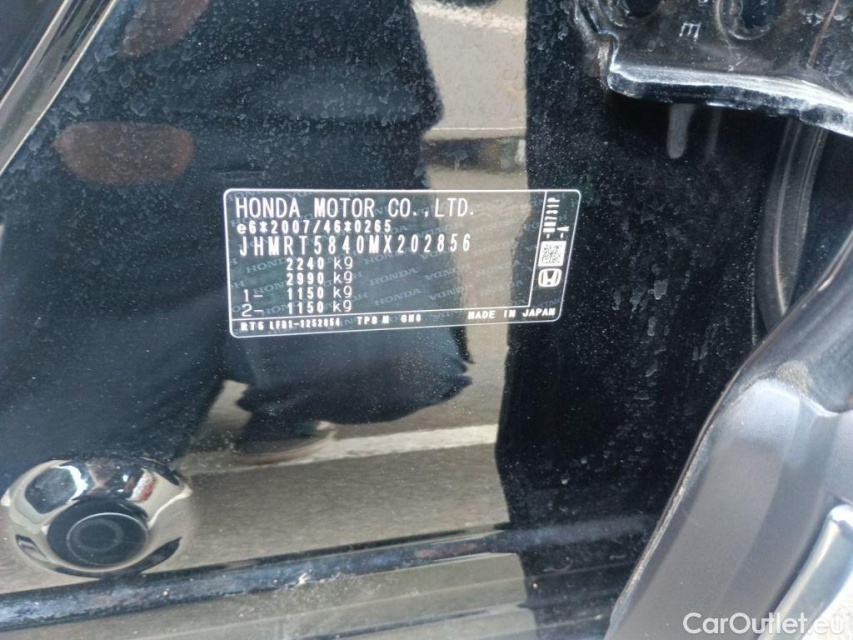 E
HONDA MOTOR CO.,LTD.
e6*2007/46*0265
JHMRT5840MX202856
2240 kg
2990 kg
1- 1150 kg
2- 1150 kg
MADE IN JAPAN
CarOutlet.eu